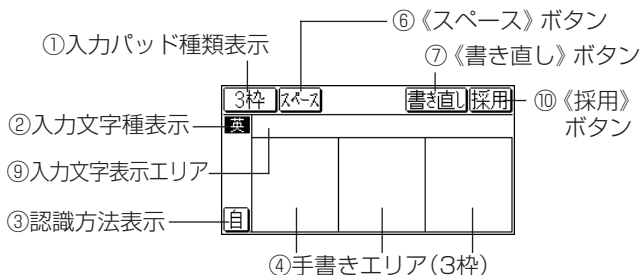 ⑥《スペース》ボタン
①入力パッド種類表示
⑦《書き直し》ボタン
3枠 スペース 書き直し 採用
⑩《採用》
ボタン
②入力文字種表示
英
⑨入力文字表示エリア
③認識方法表示
自
④手書きエリア(3枠)